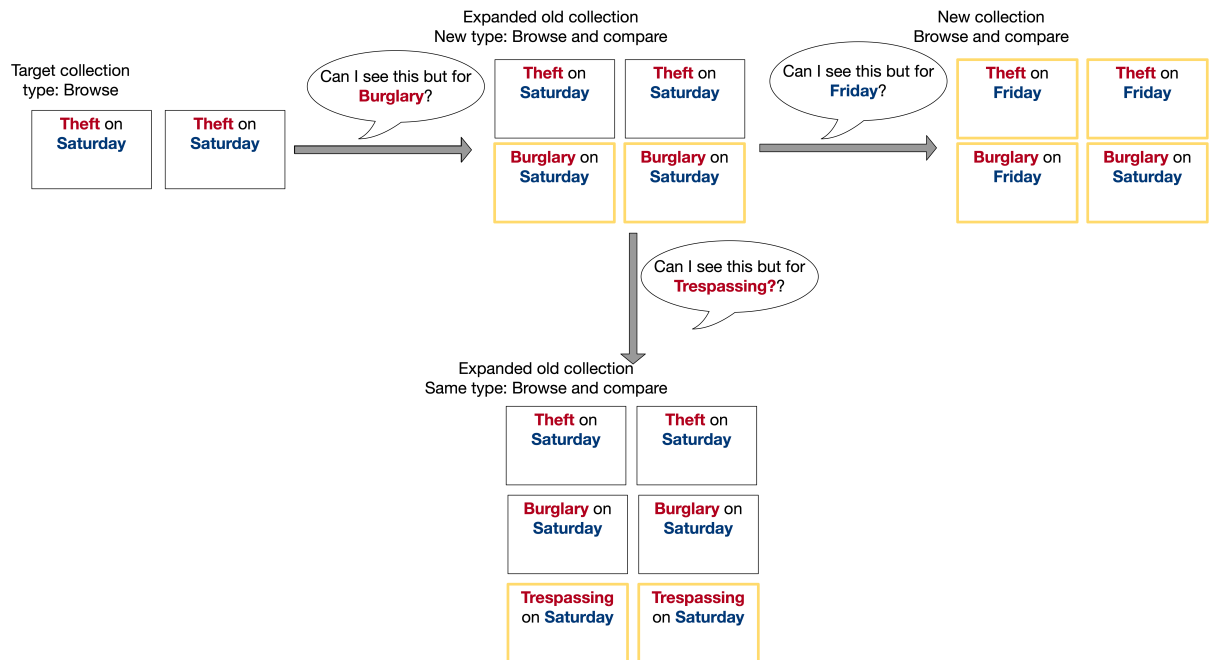 Target collection
type: Browse
Theft on
Saturday
Theft on
Saturday
Can I see this but for
Burglary?
Expanded old collection
New type: Browse and compare
Theft on
Saturday
Theft on
Saturday
Burglary on
Saturday
Burglary on
Saturday
Can I see this but for
Friday?
New collection
Browse and compare
Theft on
Friday
Theft on
Friday
Burglary on
Friday
Burglary on
Saturday
Can I see this but for
Trespassing??
Expanded old collection
Same type: Browse and compare
Theft on
Saturday
Theft on
Saturday
Burglary on
Saturday
Burglary on
Saturday
Trespassing
on Saturday
Trespassing
on Saturday